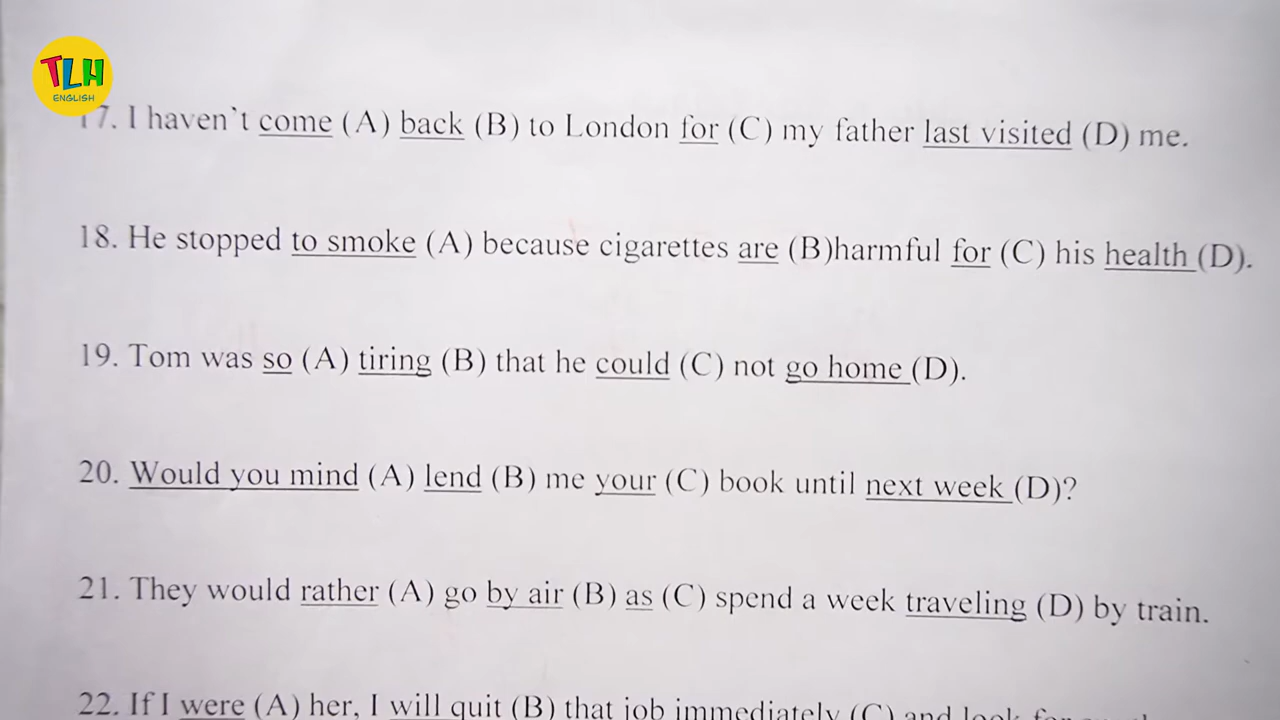 TLH
ENGLISH
17. I haven`t come (A) back (B) to London for (C) my father last visited (D) me.
18. He stopped to smoke (A) because cigarettes are (B)harmful for (C) his health (D).
19. Tom was so (A) tiring (B) that he could (C) not go home (D).
20. Would you mind (A) lend (B) me your (C) book until next week (D)?
21. They would rather (A) go by air (B) as (C) spend a week traveling (D) by train.
22. If I were (A) her, I will quit (B) that job immediately (C) and look for